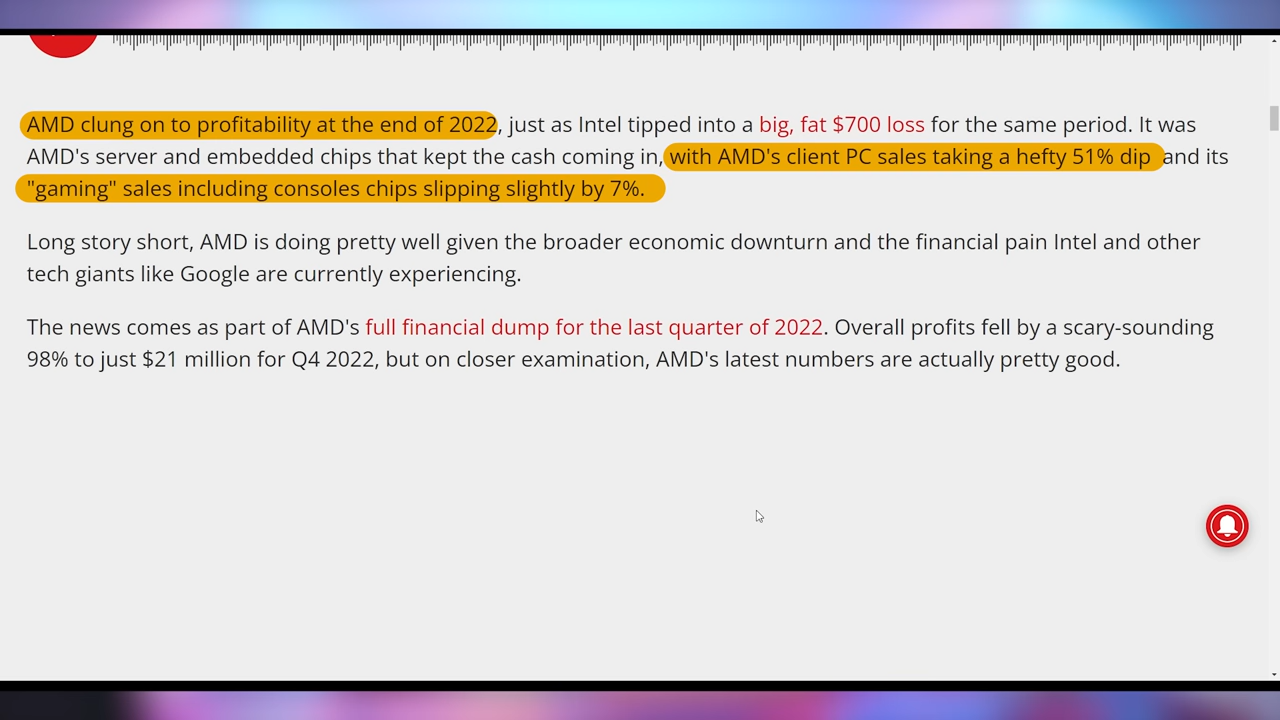 AMD clung on to profitability at the end of 2022, just as Intel tipped into a big, fat $700 loss for the same period. It was
AMD's server and embedded chips that kept the cash coming in, with AMD's client PC sales taking a hefty 51% dip and its
"gaming" sales including consoles chips slipping slightly by 7%.
Long story short, AMD is doing pretty well given the broader economic downturn and the financial pain Intel and other
tech giants like Google are currently experiencing.
The news comes as part of AMD's full financial dump for the last quarter of 2022. Overall profits fell by a scary-sounding
98% to just $21 million for Q4 2022, but on closer examination, AMD's latest numbers are actually pretty good.